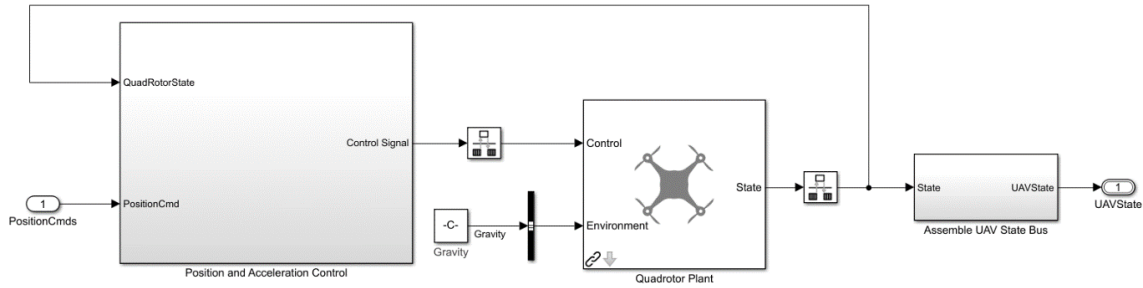 QuadRotorState
Control Signal
Control
1
PositionCmds
PositionCmd
State
State
UAVState
1
UAVState
-C-
Gravity
Gravity
Environment
Assemble UAV State Bus
Position and Acceleration Control
Quadrotor Plant